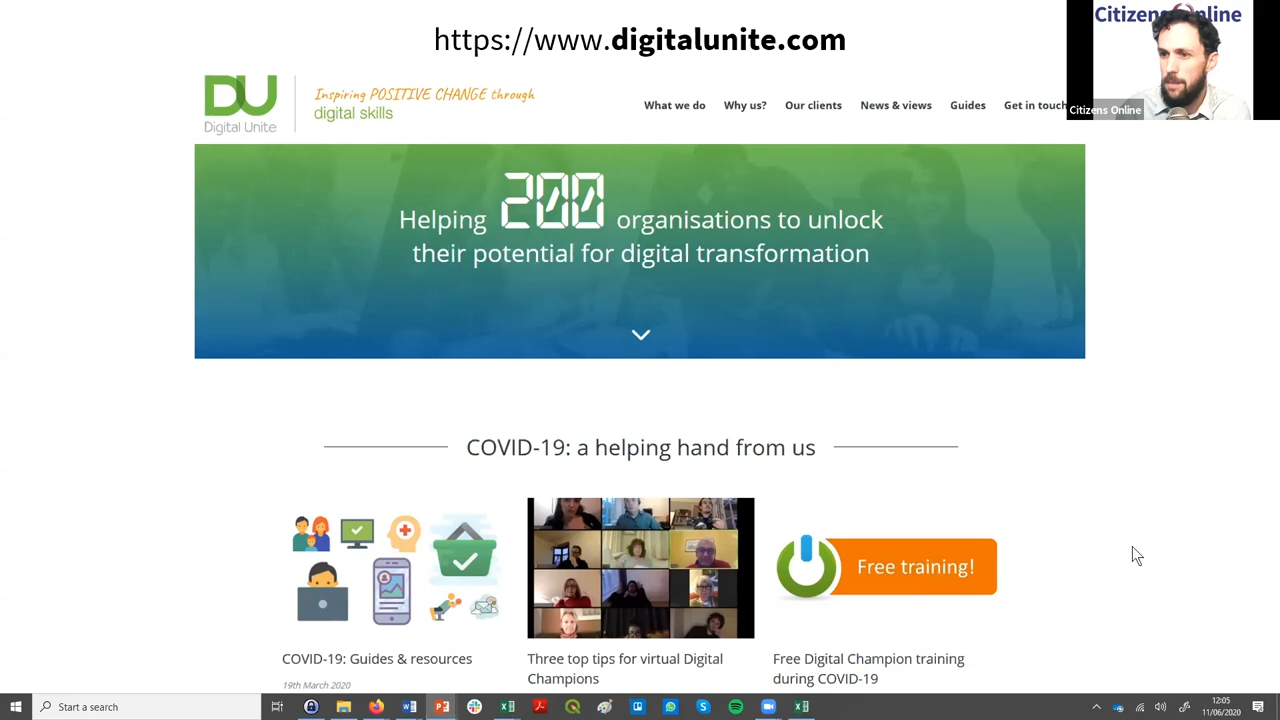 https://www.digitalunite.com
Citizens Online
Citizens Online
DU
Digital Unite
Inspiring POSITIVE CHANGE through
digital skills
What we do
Why us?
Our clients
News & views
Guides
Get in touch
Helping 200 organisations to unlock
their potential for digital transformation
COVID-19: a helping hand from us
Free training!
COVID-19: Guides & resources
19th March 2020
Three top tips for virtual Digital
Champions
Free Digital Champion training
during COVID-19
Start a search
12:05
11/06/2020